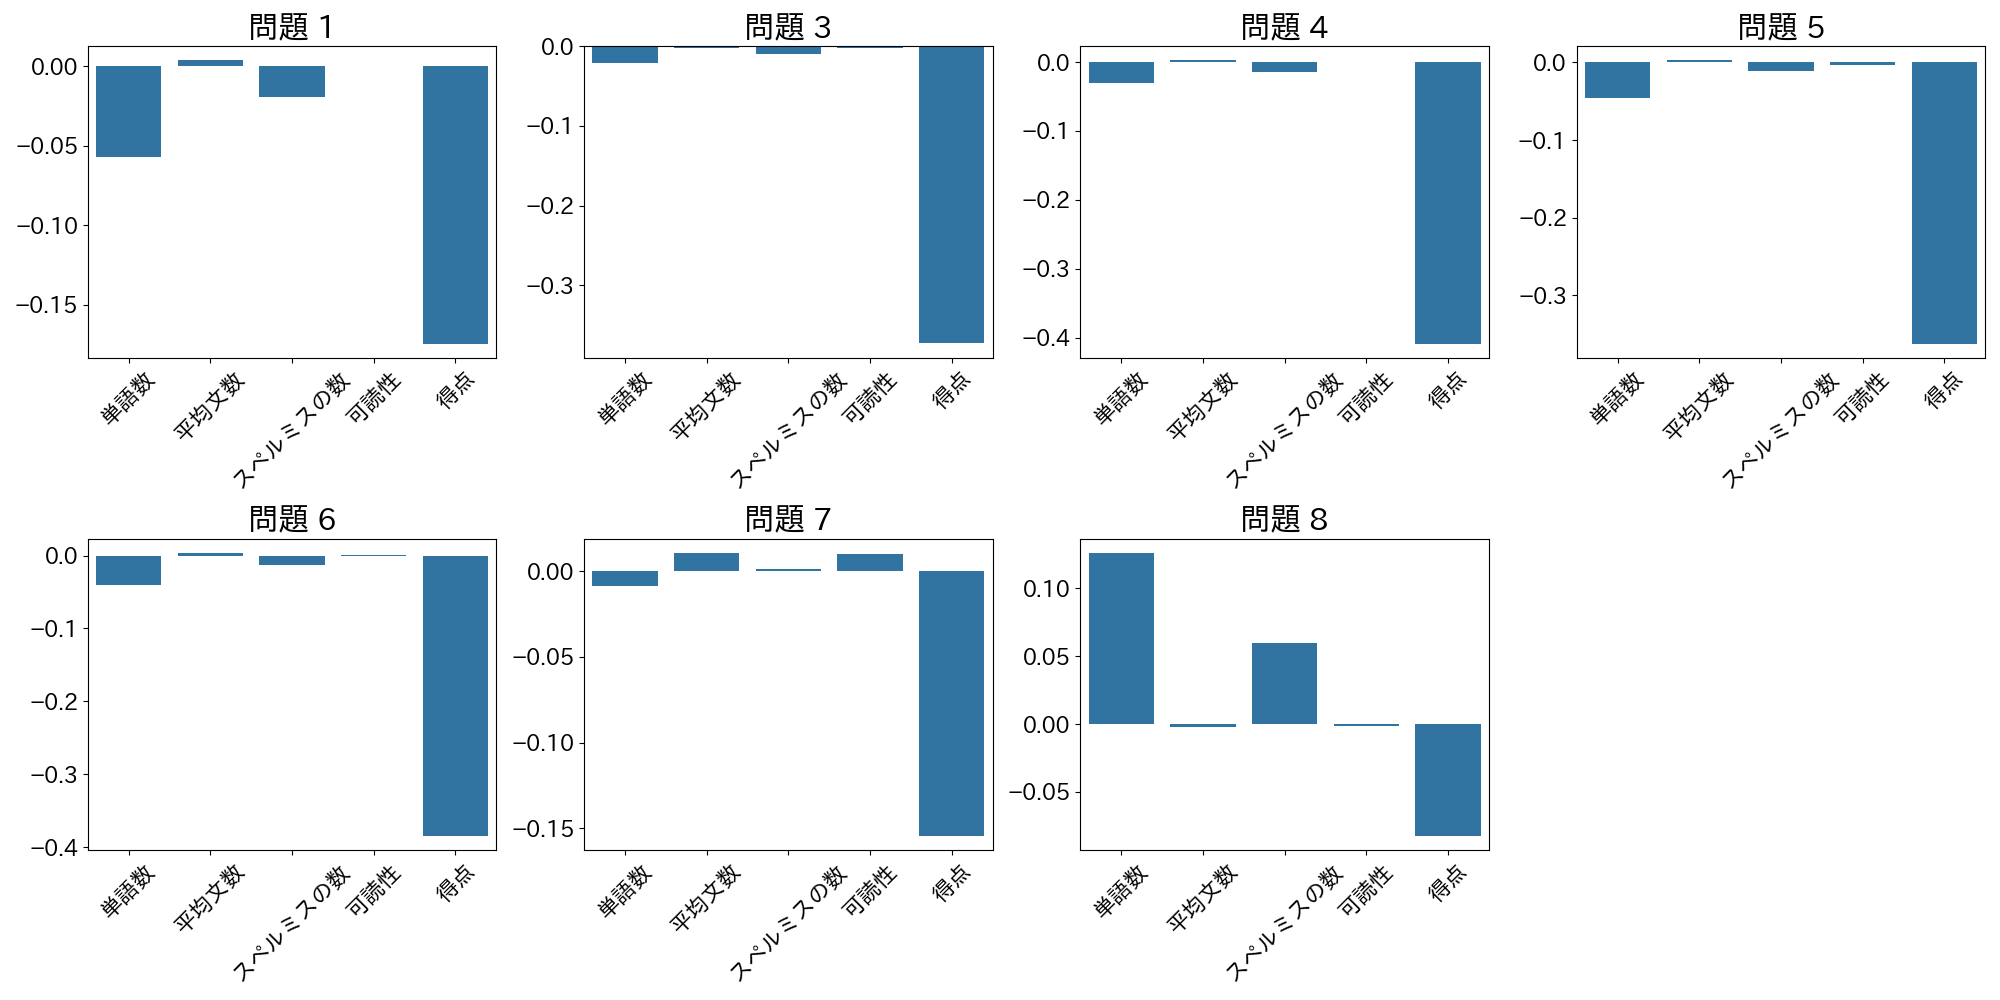 問題 1
0.00
−0.05
−0.10
−0.15
単語数
平均文数
スペルミスの数
可読性
得点
問題 3
0.0
−0.1
−0.2
−0.3
単語数
平均文数
スペルミスの数
可読性
得点
問題 4
0.0
−0.1
−0.2
−0.3
−0.4
単語数
平均文数
スペルミスの数
可読性
得点
問題 5
0.0
−0.1
−0.2
−0.3
単語数
平均文数
スペルミスの数
可読性
得点
問題 6
0.0
−0.1
−0.2
−0.3
−0.4
単語数
平均文数
スペルミスの数
可読性
得点
問題 7
0.00
−0.05
−0.10
−0.15
単語数
平均文数
スペルミスの数
可読性
得点
問題 8
0.10
0.05
0.00
−0.05
単語数
平均文数
スペルミスの数
可読性
得点